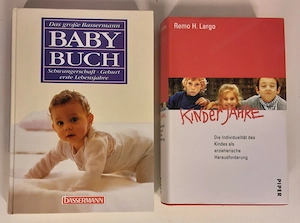 Das große Bassermann
BABY
BUCH
Schwangerschaft · Geburt
erste Lebensjahre
BASSERMANN
Remo H. Largo
KINDERJAHRE
Die Individualität des
Kindes als
erzieherische
Herausforderung
PIPER